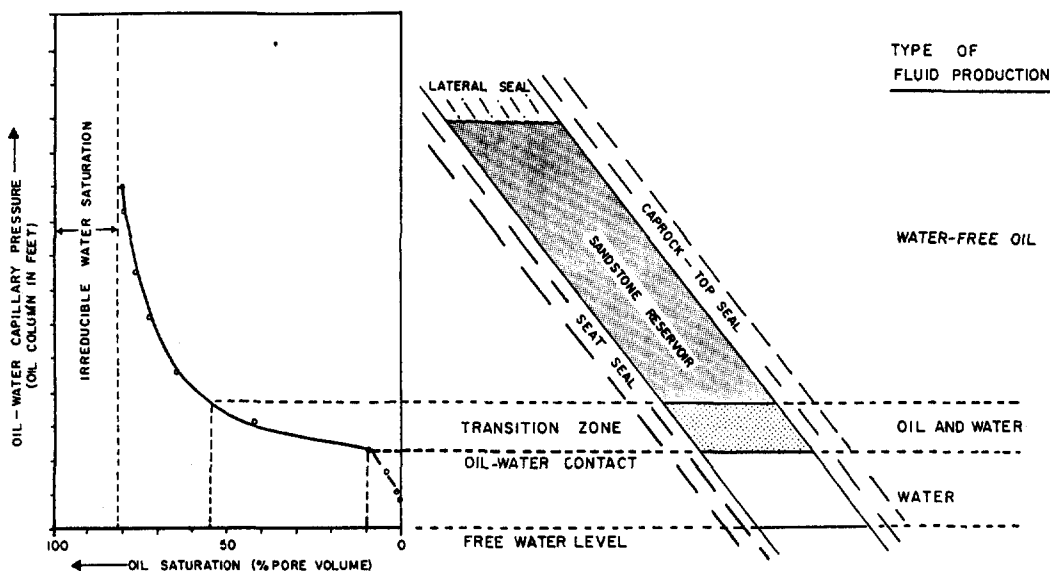 OIL-WATER CAPILLARY PRESSURE
(OIL COLUMN IN FEET)
IRREDUCIBLE WATER SATURATION
100
50
0
OIL SATURATION (% PORE VOLUME)
LATERAL SEAL
CAPROCK - TOP SEAL
SANDSTONE RESERVOIR
SEAT SEAL
TRANSITION ZONE
OIL-WATER CONTACT
FREE WATER LEVEL
TYPE OF
FLUID PRODUCTION
WATER-FREE OIL
OIL AND WATER
WATER